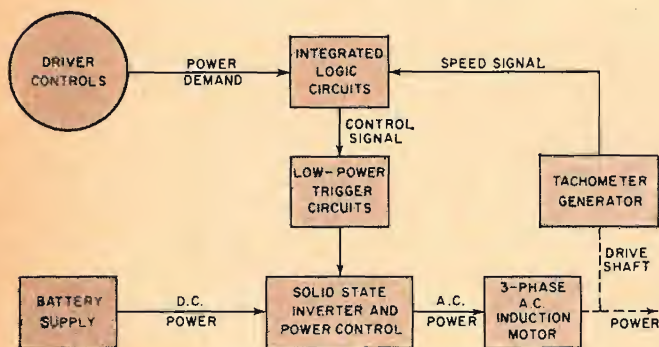 DRIVER
CONTROLS
POWER
DEMAND
INTEGRATED
LOGIC
CIRCUITS
SPEED SIGNAL
CONTROL
SIGNAL
LOW-POWER
TRIGGER
CIRCUITS
TACHOMETER
GENERATOR
DRIVE
SHAFT
BATTERY
SUPPLY
D.C.
POWER
SOLID STATE
INVERTER AND
POWER CONTROL
A.C.
POWER
3-PHASE
A.C.
INDUCTION
MOTOR
POWER